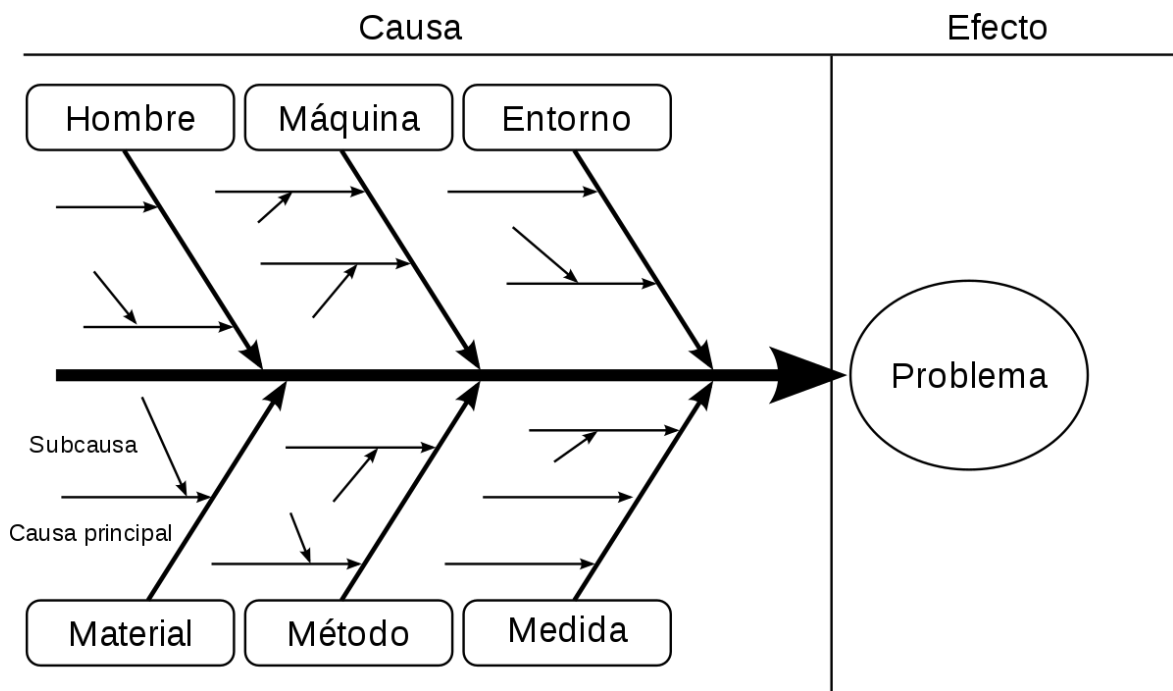 Causa
Efecto
Hombre
Máquina
Entorno
Problema
Subcausa
Causa principal
Material
Método
Medida